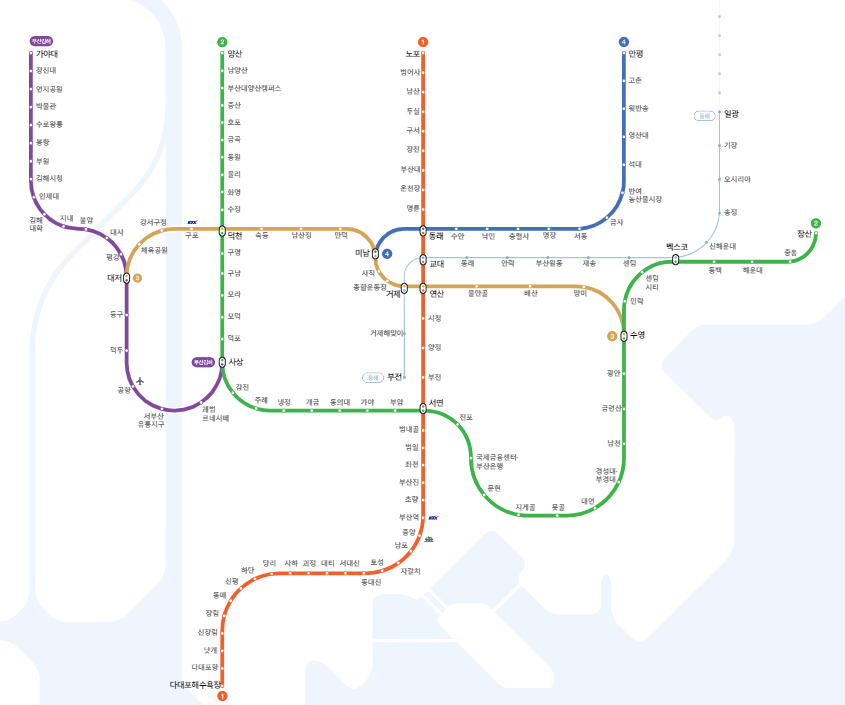 부산김해
가야대
장신대
연지공원
박물관
수로왕릉
봉황
부원
김해시청
인제대
김해
대학
지내
불암
대사
평강
대저
3
등구
덕두
공항
서부산
유통지구
괘법
르네시떼
부산김해
사상
강서구청
체육공원
구포
2
양산
남양산
부산대양산캠퍼스
증산
호포
금곡
동원
율리
화명
수정
덕천
구명
구남
모라
모덕
덕포
감전
주례
냉정
개금
동의대
가야
부암
숙등
남산정
만덕
미남
4
사직
종합운동장
거제
거제해맞이
동해
부전
1
노포
범어사
남산
두실
구서
장전
부산대
온천장
명륜
동래
교대
연산
시청
양정
부전
서면
범내골
범일
좌천
부산진
초량
부산역
중앙
남포
자갈치
토성
동대신
서대신
대티
괴정
사하
당리
하단
신평
동매
장림
신장림
낫개
다대포항
다대포해수욕장
1
수안
낙민
충렬사
명장
서동
금사
반여
농산물시장
석대
영산대
윗반송
고촌
안평
4
동래
안락
부산원동
재송
센텀
벡스코
신해운대
송정
오시리아
기장
동해
일광
물만골
배산
망미
3
수영
민락
센텀
시티
동백
해운대
중동
장산
2
광안
금련산
남천
경성대·
부경대
대연
못골
지게골
문현
국제금융센터·
부산은행
전포